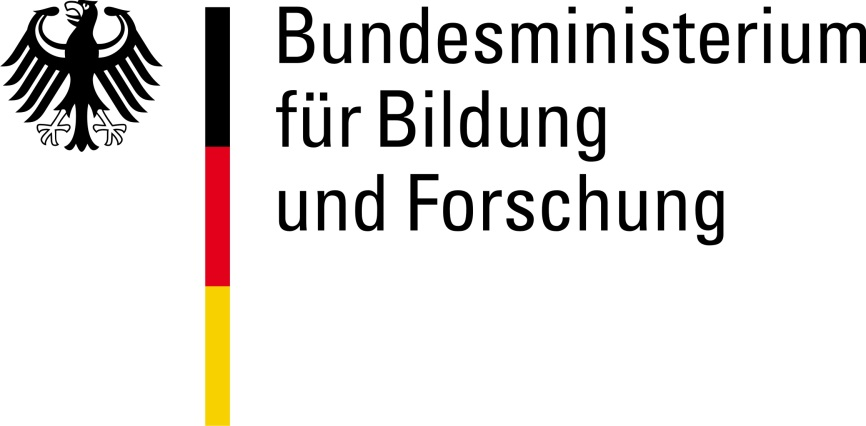 Bundesministerium
für Bildung
und Forschung